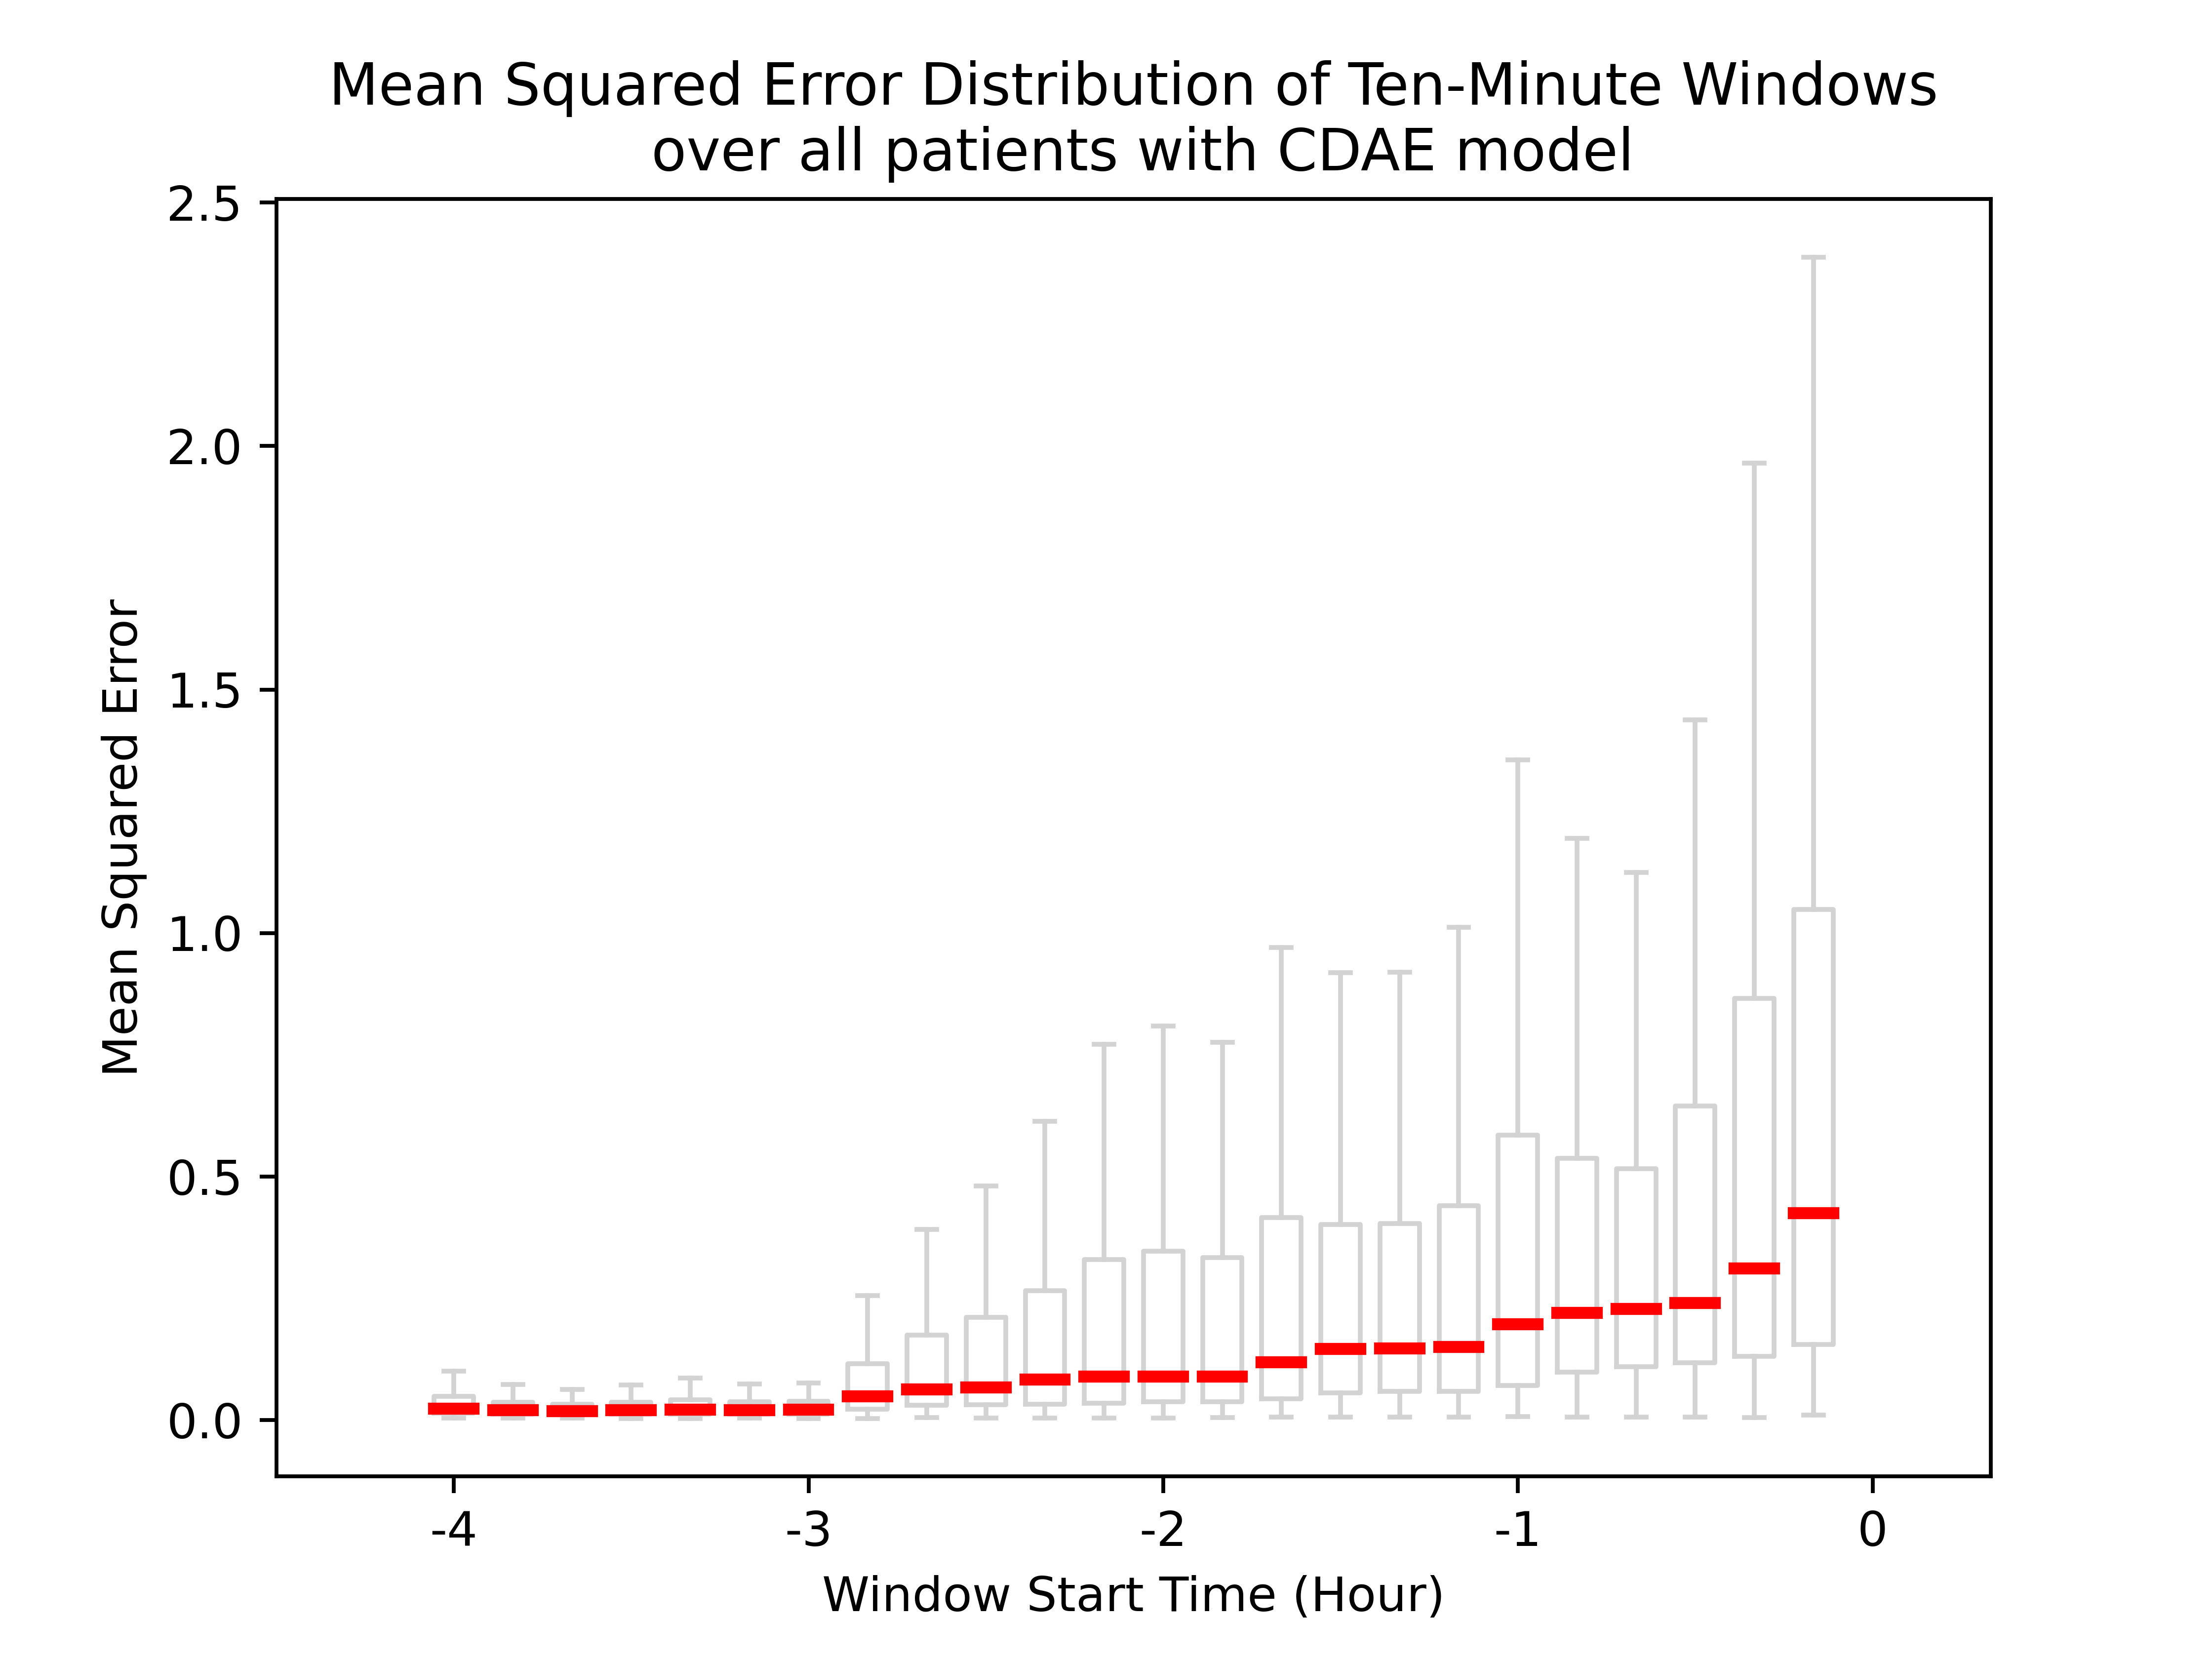 Mean Squared Error Distribution of Ten-Minute Windows
over all patients with CDAE model
2.5
2.0
1.5
1.0
0.5
0.0
Mean Squared Error
-4
-3
-2
-1
0
Window Start Time (Hour)